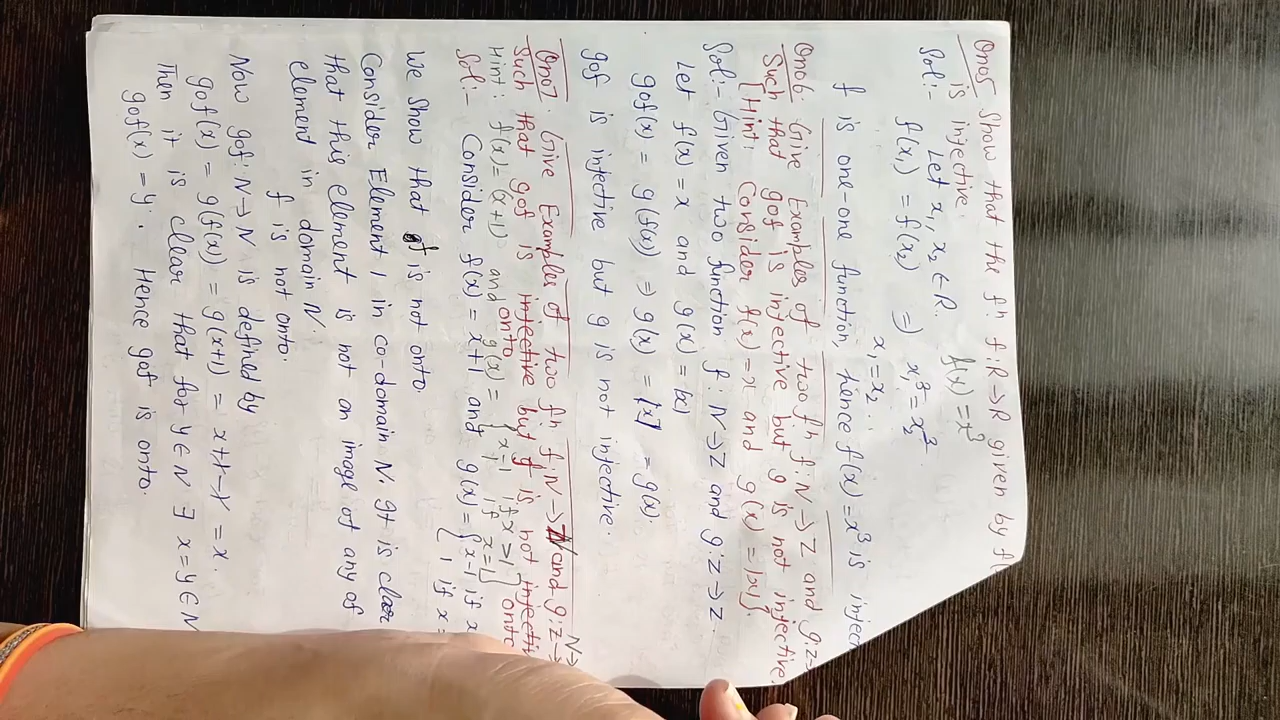 Qno5 Show that the fn f:R→R given by f(
is injective. f(x) = x³
Sol:- Let x₁, x₂ ∈ R.
f(x₁) = f(x₂) ⇒ x₁³ = x₂³
x₁ = x₂ .
f is one-one function, hence f(x) = x³ is inject
Qno6: Give Examples of two fn f:N→Z and g:Z→
Such that gof is injective but g is not injective.
[Hint: Consider f(x) = x and g(x) = |x|}.
Sol:- Given two function f: N→Z and g:Z→Z.
Let f(x) = x and g(x) = |x|
gof(x) = g(f(x)) ⇒ g(x) = |x| = g(x).
gof is injective but g is not injective.
Qno7. Give Examples of two fn f:N→N and g:Z→ N→
Such that gof is injective but f is not injectiv onto onto
Hint: f(x) = (x+1) and g(x) = { x-1 if x>1 1 if x=1 }
Sol:- Consider f(x) = x+1 and g(x) = { x-1 if x 1 if x =
We show that f is not onto.
Consider Element 1 in co-domain N. It is clear
that this element is not an image of any of
element in domain N.
f is not onto.
Now gof: N→N is defined by
gof(x) = g(f(x)) = g(x+1) = x+1-1 = x.
Then it is clear that for y∈N ∃ x=y∈N
gof(x) = y. Hence gof is onto.